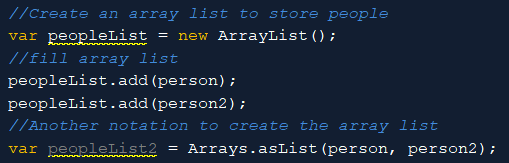 //Create an array list to store people
var peopleList = new ArrayList();
//fill array list
peopleList.add(person);
peopleList.add(person2);
//Another notation to create the array list
var peopleList2 = Arrays.asList(person, person2);